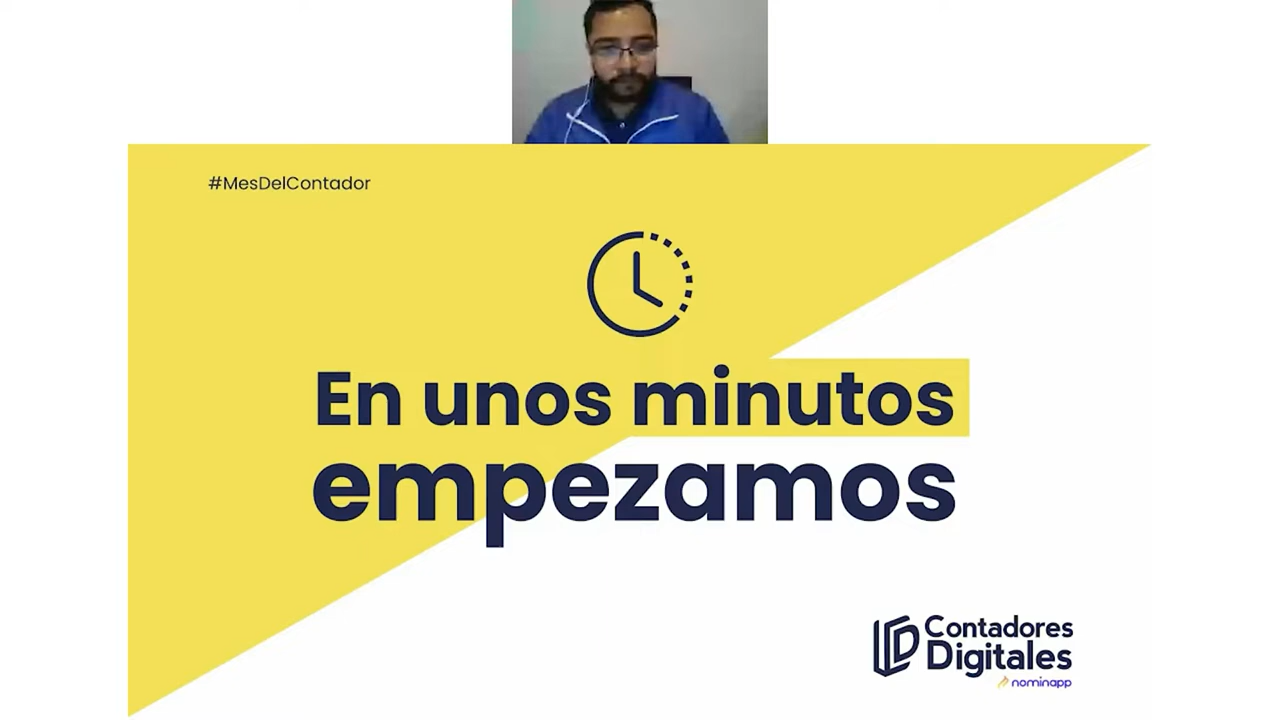 #MesDelContador
En unos minutos
empezamos
Contadores
Digitales
nominapp